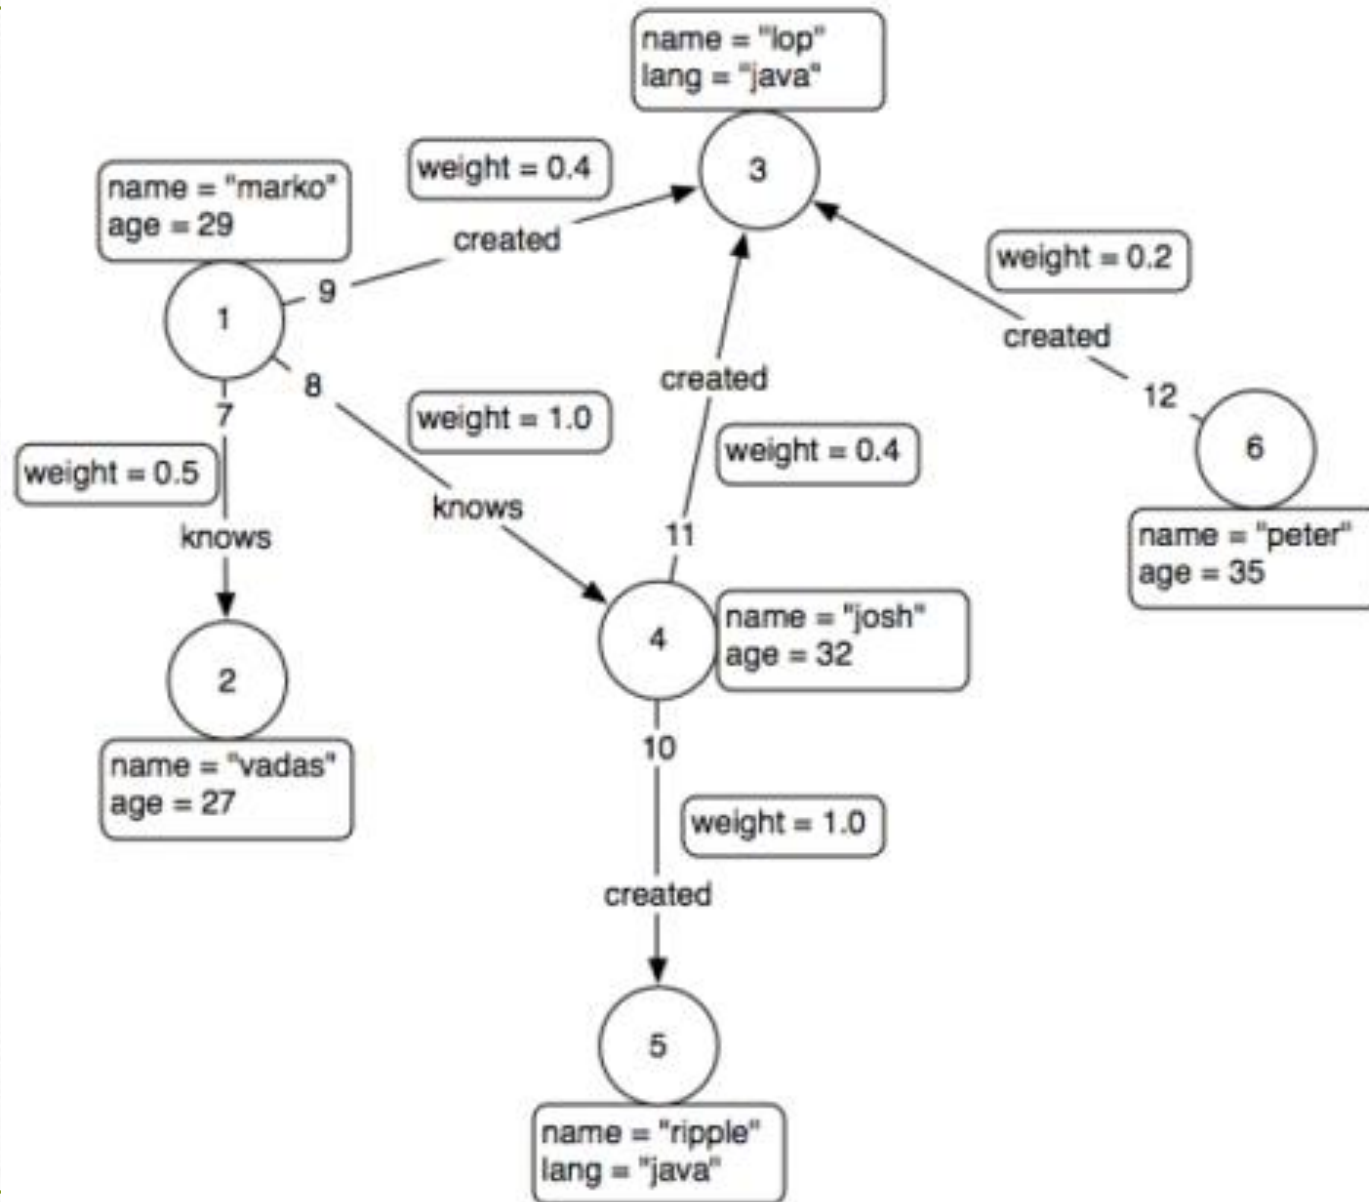 name = "lop"
lang = "java"
3
weight = 0.4
name = "marko"
age = 29
created
9
1
weight = 0.2
created
12
8
created
7
weight = 1.0
weight = 0.4
6
weight = 0.5
knows
knows
11
name = "peter"
age = 35
4
name = "josh"
age = 32
2
10
name = "vadas"
age = 27
weight = 1.0
created
5
name = "ripple"
lang = "java"